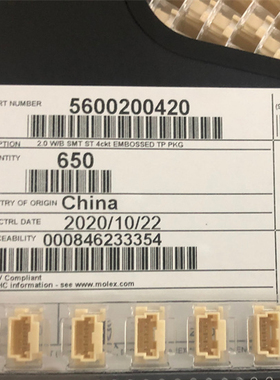 RT NUMBER 5600200420
PTION 2.0 W/B SMT ST 4ckt EMBOSSED TP PKG
NTITY 650
TRY OF ORIGIN China
CTRL DATE 2020/10/22
CEABILITY 000846233354
Compliant
HC information - see www.molex.com